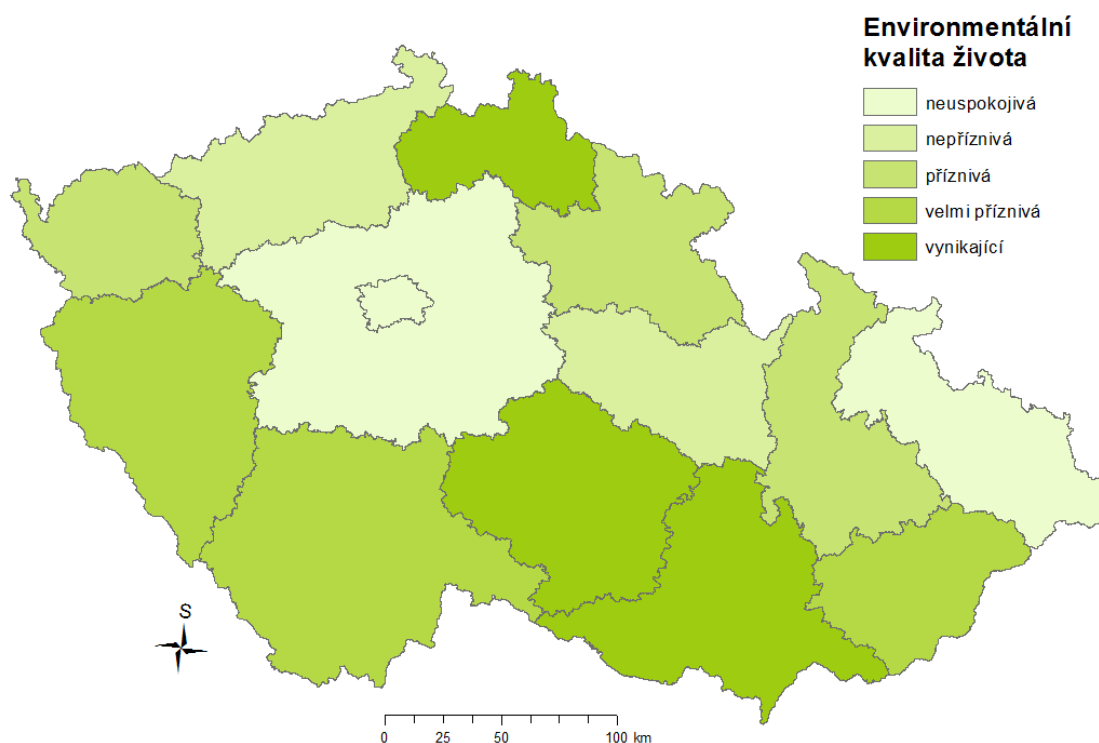 Environmentální
kvalita života
neuspokojivá
nepříznivá
příznivá
velmi příznivá
vynikající
S
0 25 50 100 km